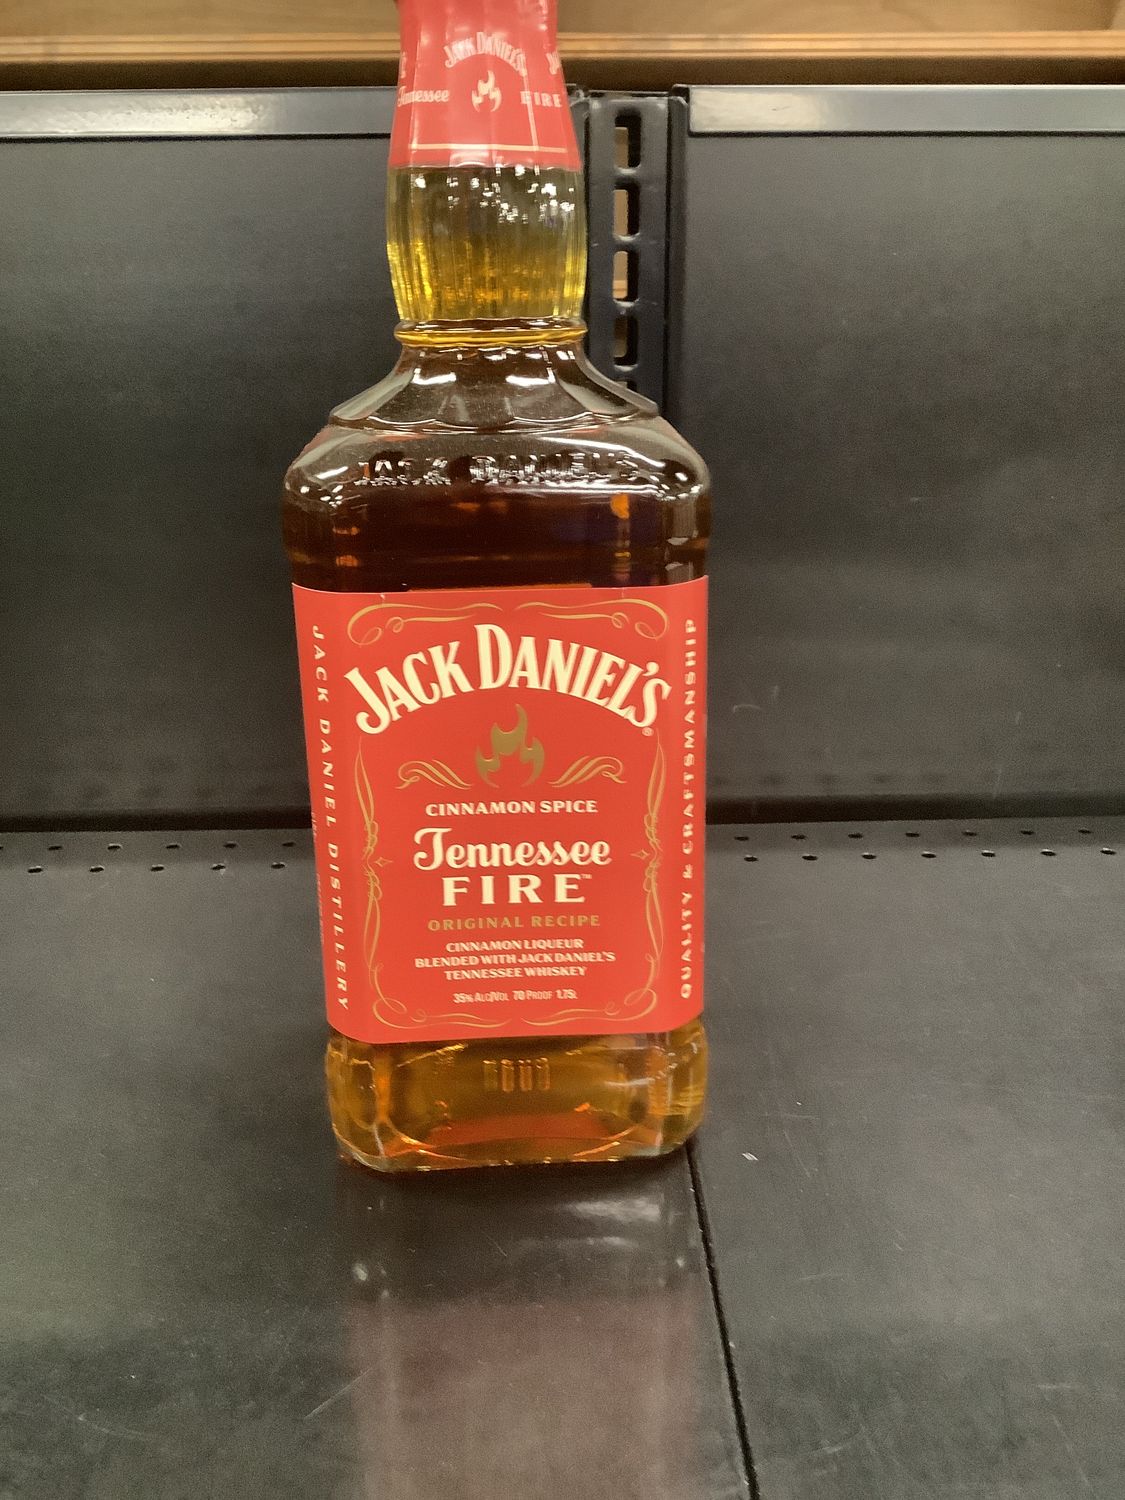 JACK DANIEL'S
Tennessee FIRE
JACK DANIEL'S
JACK DANIEL'S®
CINNAMON SPICE
Tennessee
FIRE™
ORIGINAL RECIPE
CINNAMON LIQUEUR
BLENDED WITH JACK DANIEL'S
TENNESSEE WHISKEY
35% ALC/VOL 70 PROOF 1.75L
JACK DANIEL DISTILLERY
QUALITY & CRAFTSMANSHIP